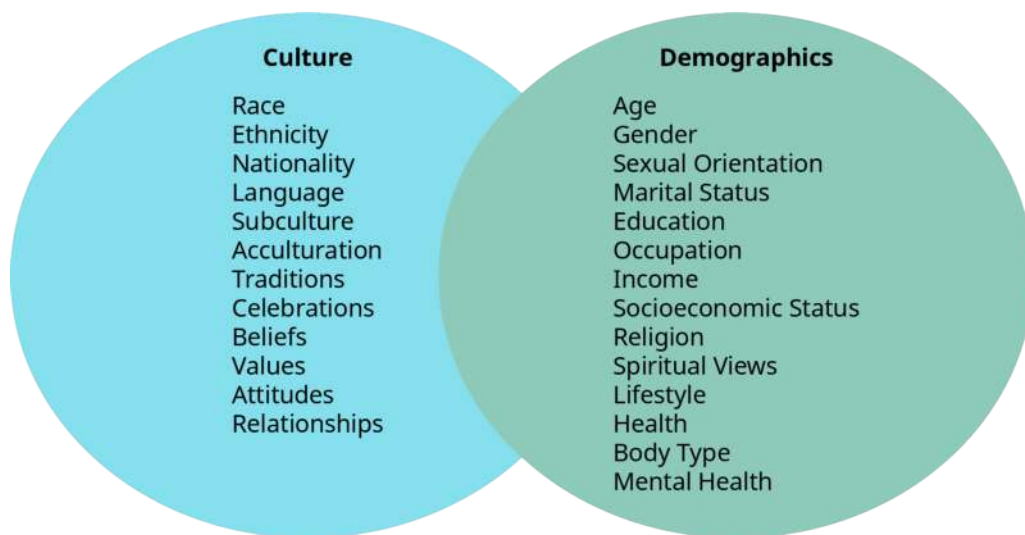 Culture
Race
Ethnicity
Nationality
Language
Subculture
Acculturation
Traditions
Celebrations
Beliefs
Values
Attitudes
Relationships
Demographics
Age
Gender
Sexual Orientation
Marital Status
Education
Occupation
Income
Socioeconomic Status
Religion
Spiritual Views
Lifestyle
Health
Body Type
Mental Health